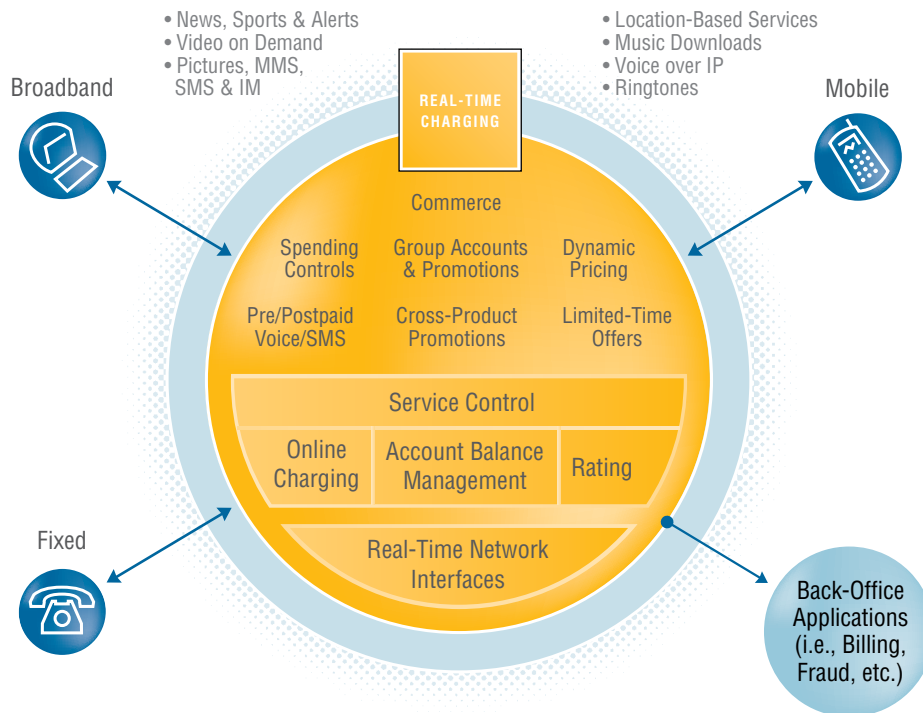 • News, Sports & Alerts
• Video on Demand
• Pictures, MMS,
SMS & IM
• Location-Based Services
• Music Downloads
• Voice over IP
• Ringtones
Broadband
REAL-TIME
CHARGING
Mobile
Commerce
Spending
Controls
Group Accounts
& Promotions
Dynamic
Pricing
Pre/Postpaid
Voice/SMS
Cross-Product
Promotions
Limited-Time
Offers
Service Control
Online
Charging
Account Balance
Management
Rating
Fixed
Real-Time Network
Interfaces
Back-Office
Applications
(i.e., Billing,
Fraud, etc.)